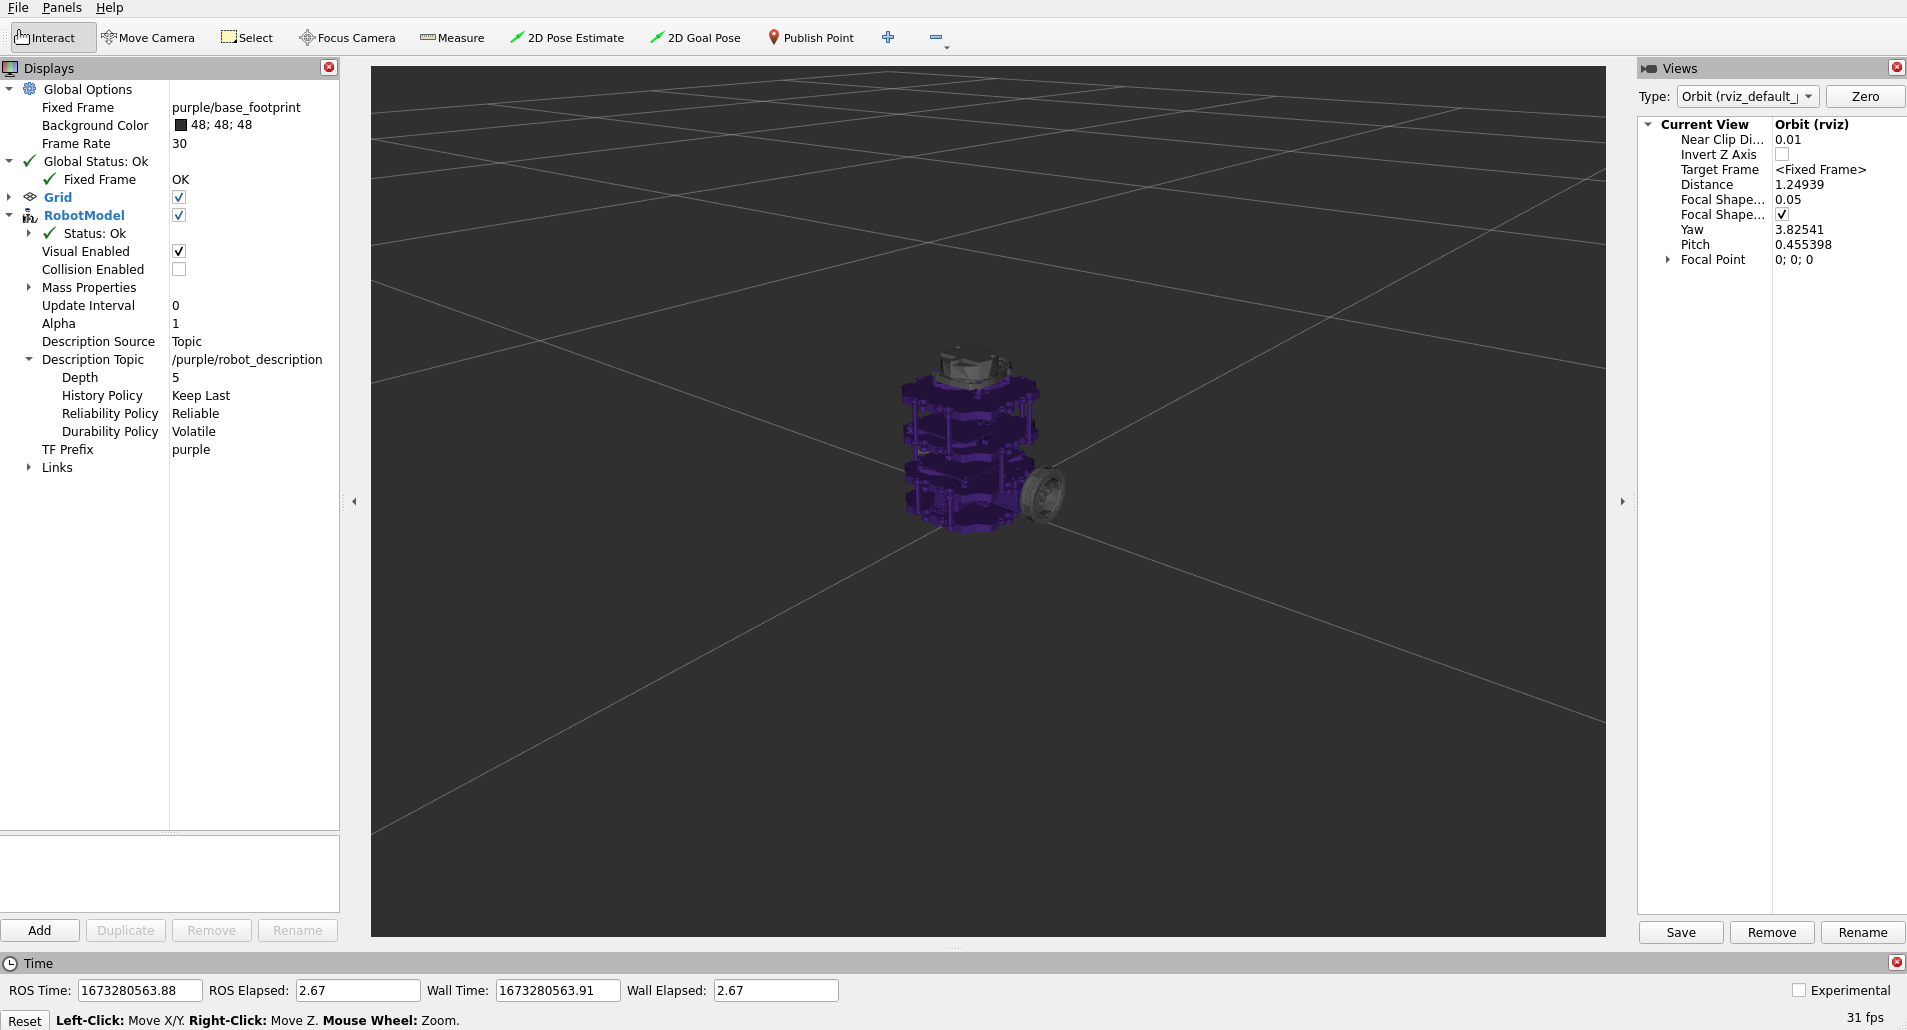 File Panels Help
Interact Move Camera Select Focus Camera Measure 2D Pose Estimate 2D Goal Pose Publish Point
Displays
Global Options
Fixed Frame purple/base_footprint
Background Color 48; 48; 48
Frame Rate 30
Global Status: Ok
Fixed Frame OK
Grid
RobotModel
Status: Ok
Visual Enabled
Collision Enabled
Mass Properties
Update Interval 0
Alpha 1
Description Source Topic
Description Topic /purple/robot_description
Depth 5
History Policy Keep Last
Reliability Policy Reliable
Durability Policy Volatile
TF Prefix purple
Links
Add Duplicate Remove Rename
Views
Type: Orbit (rviz_default_ Zero
Current View Orbit (rviz)
Near Clip Di... 0.01
Invert Z Axis
Target Frame <Fixed Frame>
Distance 1.24939
Focal Shape... 0.05
Focal Shape...
Yaw 3.82541
Pitch 0.455398
Focal Point 0; 0; 0
Save Remove Rename
Time
ROS Time: 1673280563.88 ROS Elapsed: 2.67 Wall Time: 1673280563.91 Wall Elapsed: 2.67 Experimental
Reset Left-Click: Move X/Y. Right-Click: Move Z. Mouse Wheel: Zoom. 31 fps